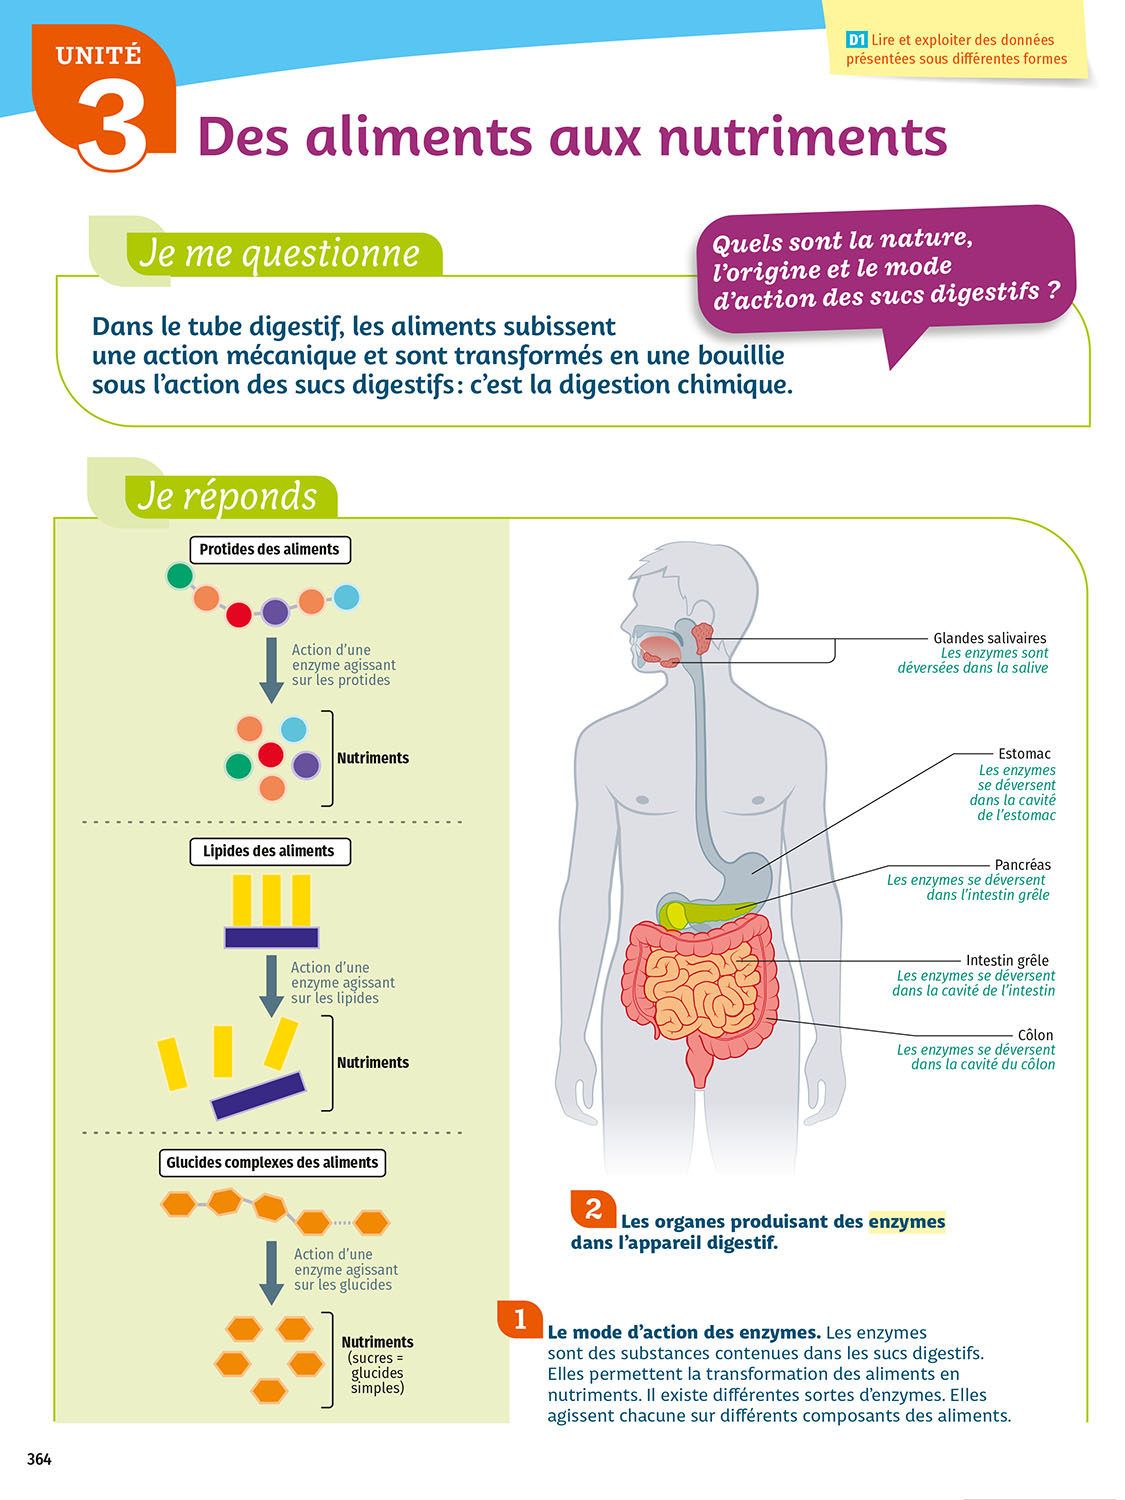 UNITÉ
3
D1 Lire et exploiter des données
présentées sous différentes formes
Des aliments aux nutriments
Je me questionne
Quels sont la nature,
l’origine et le mode
d’action des sucs digestifs ?
Dans le tube digestif, les aliments subissent
une action mécanique et sont transformés en une bouillie
sous l’action des sucs digestifs : c’est la digestion chimique.
Je réponds
Protides des aliments
Action d’une
enzyme agissant
sur les protides
Nutriments
Lipides des aliments
Action d’une
enzyme agissant
sur les lipides
Nutriments
Glucides complexes des aliments
Action d’une
enzyme agissant
sur les glucides
Nutriments
(sucres =
glucides
simples)
Glandes salivaires
Les enzymes sont
déversées dans la salive
Estomac
Les enzymes
se déversent
dans la cavité
de l’estomac
Pancréas
Les enzymes se déversent
dans l’intestin grêle
Intestin grêle
Les enzymes se déversent
dans la cavité de l’intestin
Côlon
Les enzymes se déversent
dans la cavité du côlon
2 Les organes produisant des enzymes
dans l’appareil digestif.
1
Le mode d’action des enzymes. Les enzymes
sont des substances contenues dans les sucs digestifs.
Elles permettent la transformation des aliments en
nutriments. Il existe différentes sortes d’enzymes. Elles
agissent chacune sur différents composants des aliments.
364